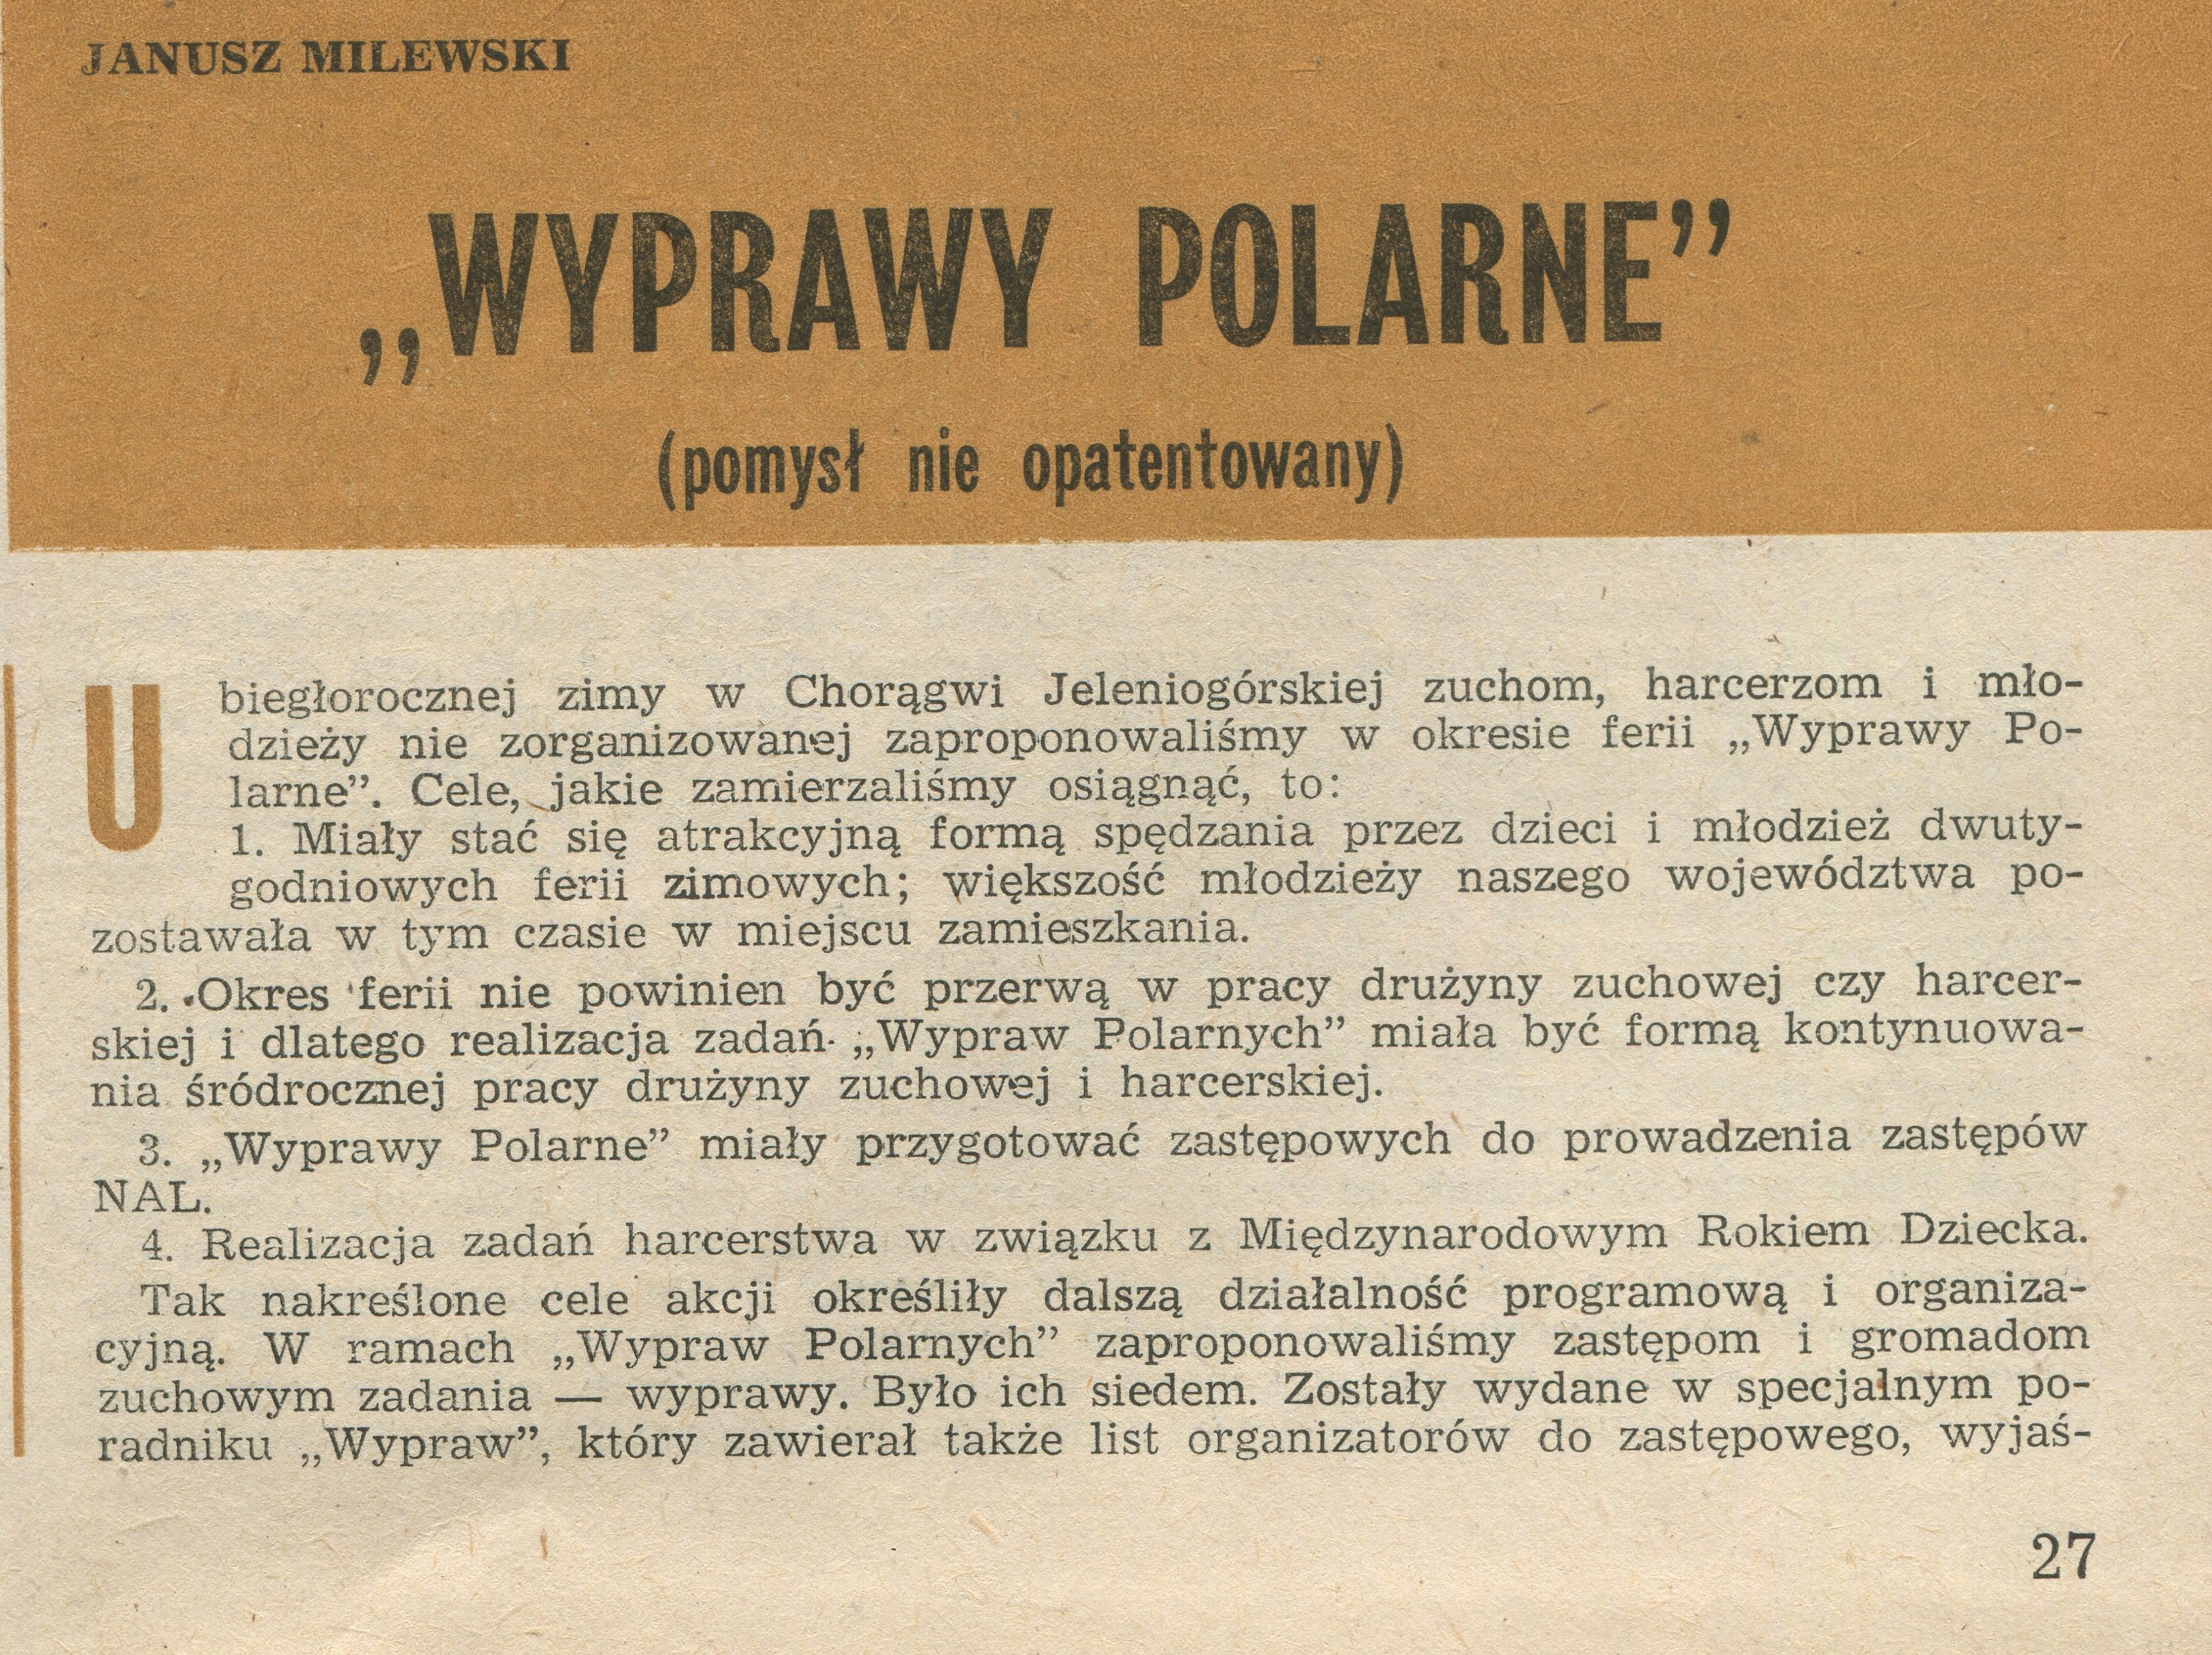 JANUSZ MILEWSKI
„WYPRAWY POLARNE”
(pomysł nie opatentowany)
Ubiegłorocznej zimy w Chorągwi Jeleniogórskiej zuchom, harcerzom i mło-
dzieży nie zorganizowanej zaproponowaliśmy w okresie ferii „Wyprawy Po-
larne”. Cele, jakie zamierzaliśmy osiągnąć, to:
1. Miały stać się atrakcyjną formą spędzania przez dzieci i młodzież dwuty-
godniowych ferii zimowych; większość młodzieży naszego województwa po-
zostawała w tym czasie w miejscu zamieszkania.
2. Okres ferii nie powinien być przerwą w pracy drużyny zuchowej czy harcer-
skiej i dlatego realizacja zadań „Wypraw Polarnych” miała być formą kontynuowa-
nia śródrocznej pracy drużyny zuchowej i harcerskiej.
3. „Wyprawy Polarne” miały przygotować zastępowych do prowadzenia zastępów
NAL.
4. Realizacja zadań harcerstwa w związku z Międzynarodowym Rokiem Dziecka.
Tak nakreślone cele akcji określiły dalszą działalność programową i organiza-
cyjną. W ramach „Wypraw Polarnych” zaproponowaliśmy zastępom i gromadom
zuchowym zadania — wyprawy. Było ich siedem. Zostały wydane w specjalnym po-
radniku „Wypraw”, który zawierał także list organizatorów do zastępowego, wyjaś-
27